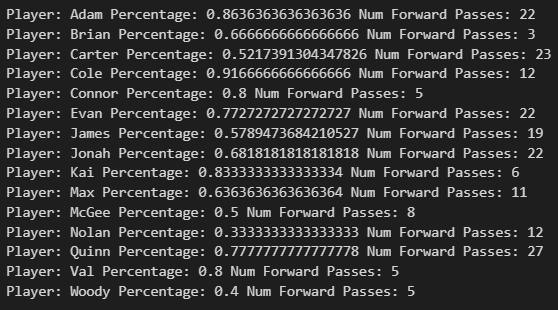 Player: Adam Percentage: 0.8636363636363636 Num Forward Passes: 22
Player: Brian Percentage: 0.6666666666666666 Num Forward Passes: 3
Player: Carter Percentage: 0.5217391304347826 Num Forward Passes: 23
Player: Cole Percentage: 0.9166666666666666 Num Forward Passes: 12
Player: Connor Percentage: 0.8 Num Forward Passes: 5
Player: Evan Percentage: 0.7727272727272727 Num Forward Passes: 22
Player: James Percentage: 0.5789473684210527 Num Forward Passes: 19
Player: Jonah Percentage: 0.6818181818181818 Num Forward Passes: 22
Player: Kai Percentage: 0.8333333333333334 Num Forward Passes: 6
Player: Max Percentage: 0.6363636363636364 Num Forward Passes: 11
Player: McGee Percentage: 0.5 Num Forward Passes: 8
Player: Nolan Percentage: 0.3333333333333333 Num Forward Passes: 12
Player: Quinn Percentage: 0.7777777777777778 Num Forward Passes: 27
Player: Val Percentage: 0.8 Num Forward Passes: 5
Player: Woody Percentage: 0.4 Num Forward Passes: 5